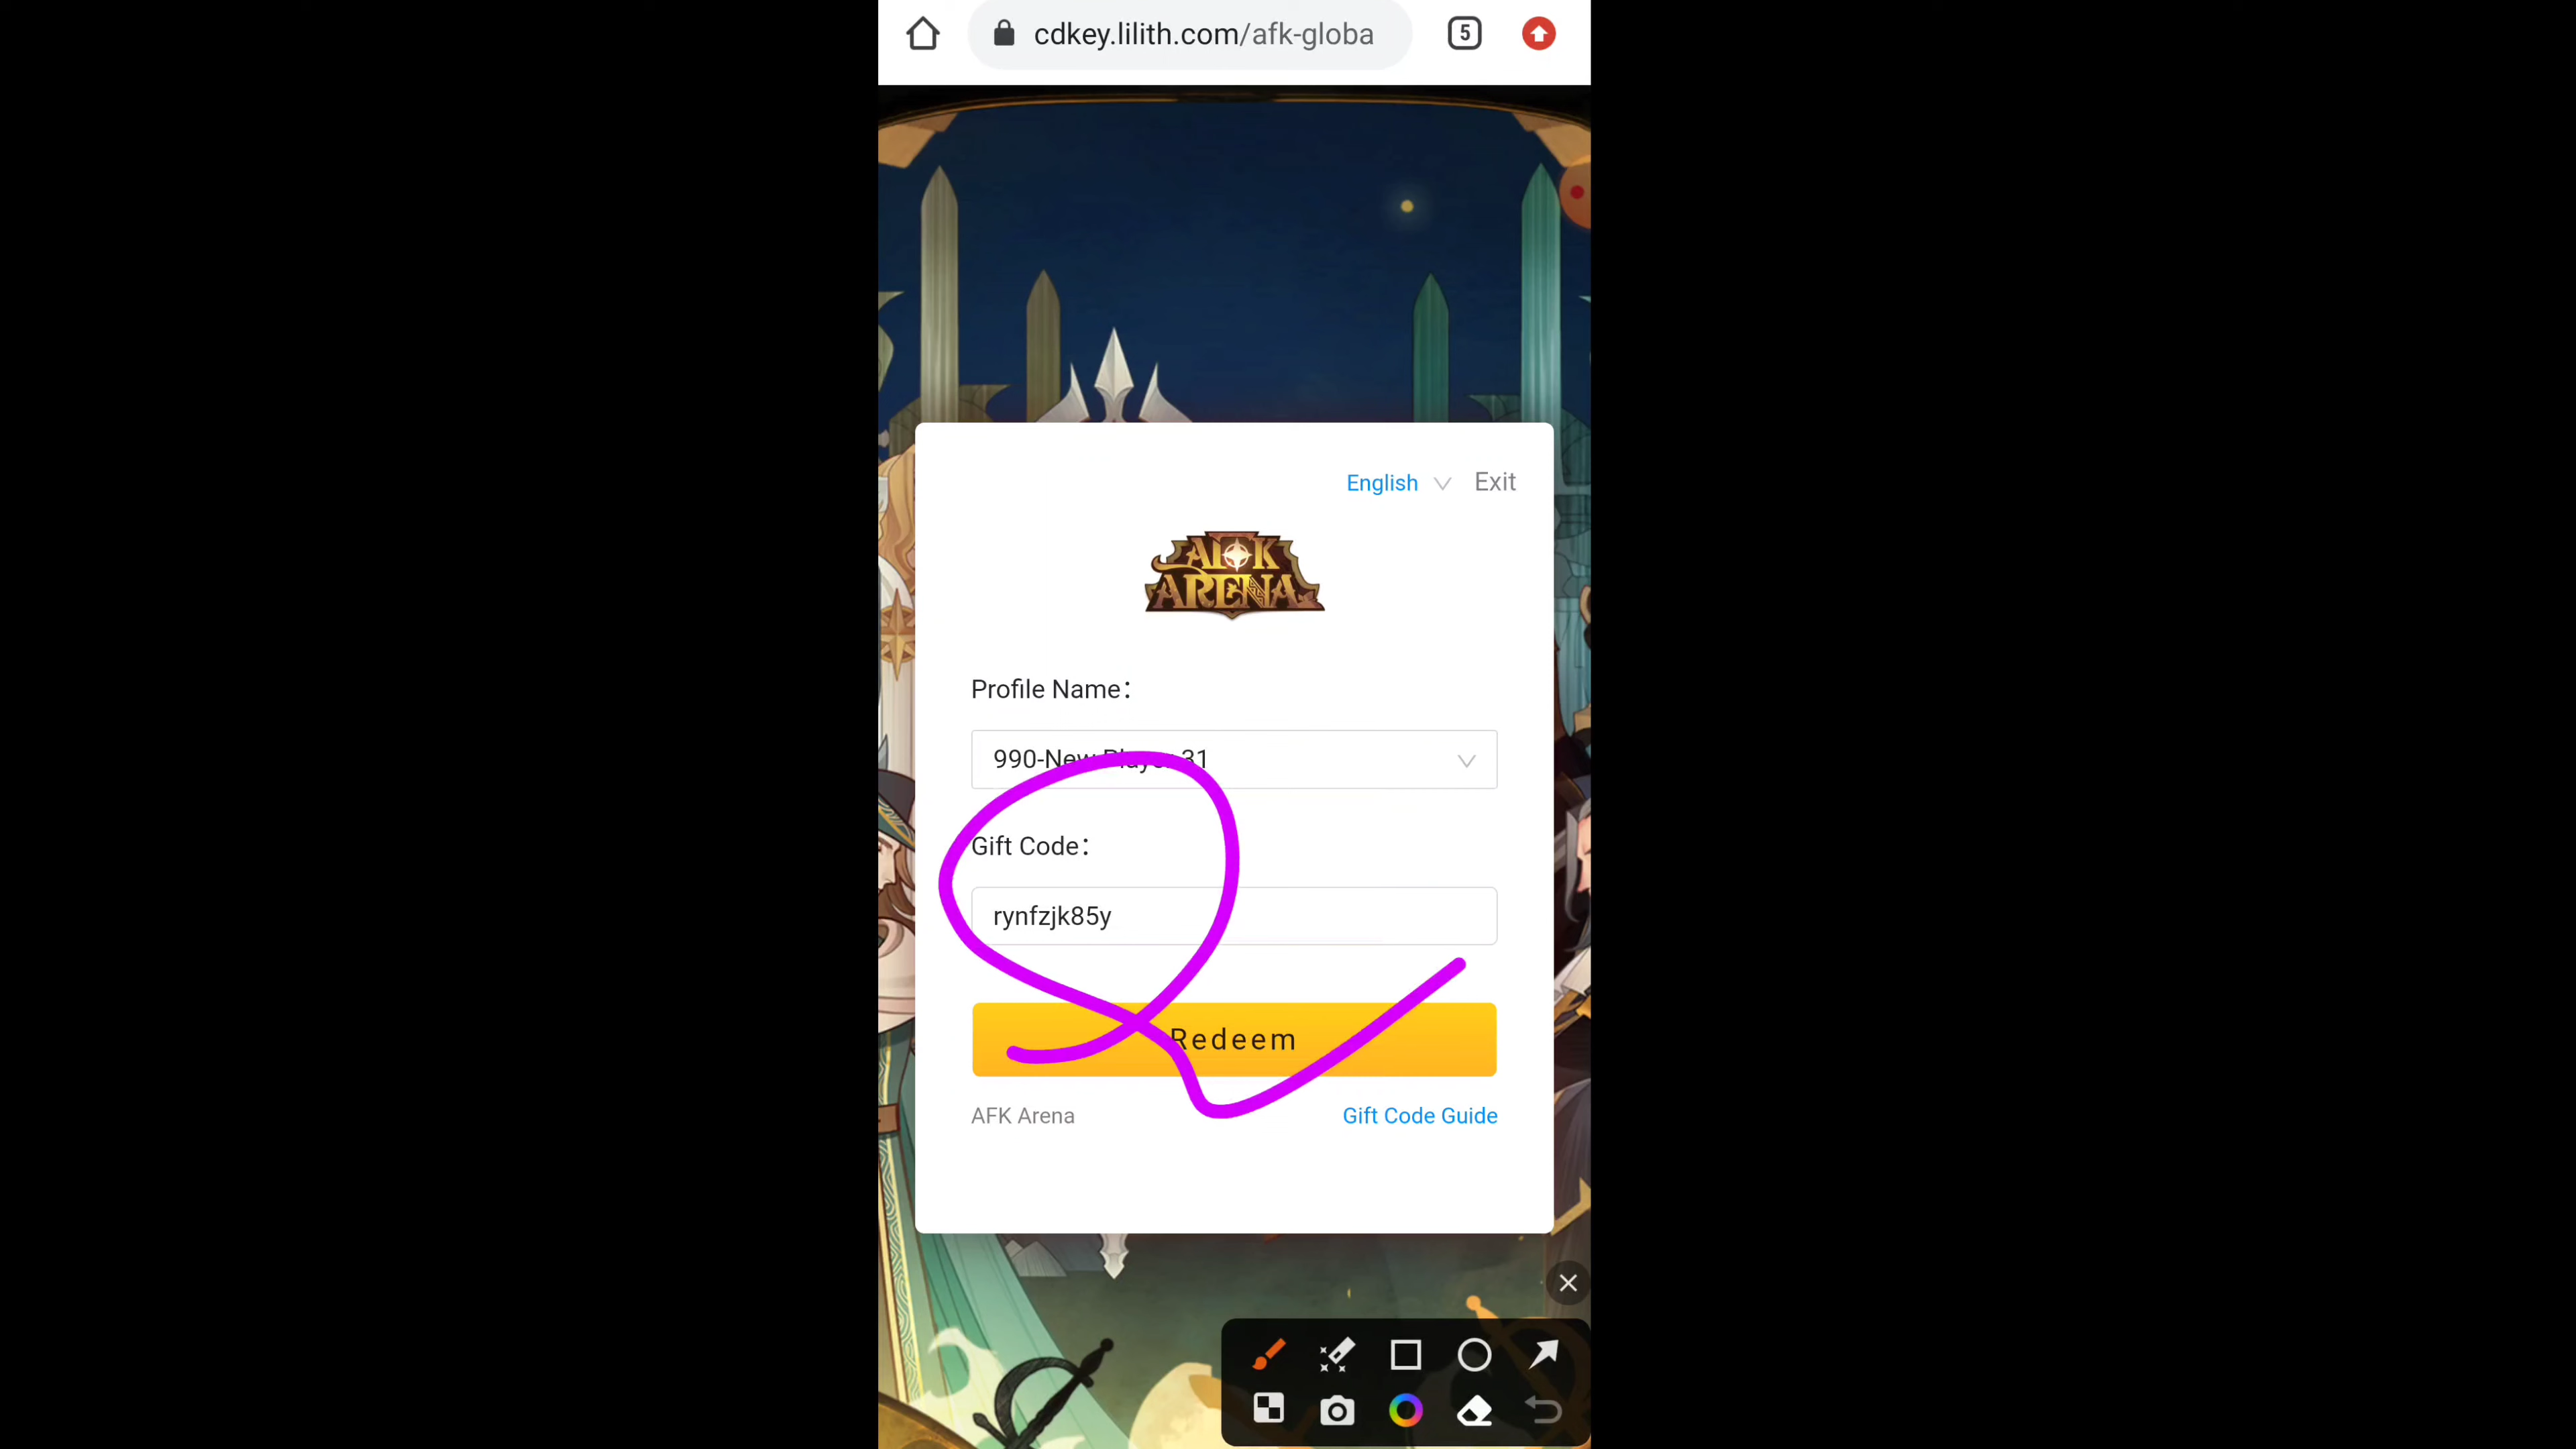 cdkey.lilith.com/afk-globa
5
English
Exit
AFK
ARENA
Profile Name:
990-New Player 31
Gift Code:
rynfzjk85y
Redeem
AFK Arena
Gift Code Guide